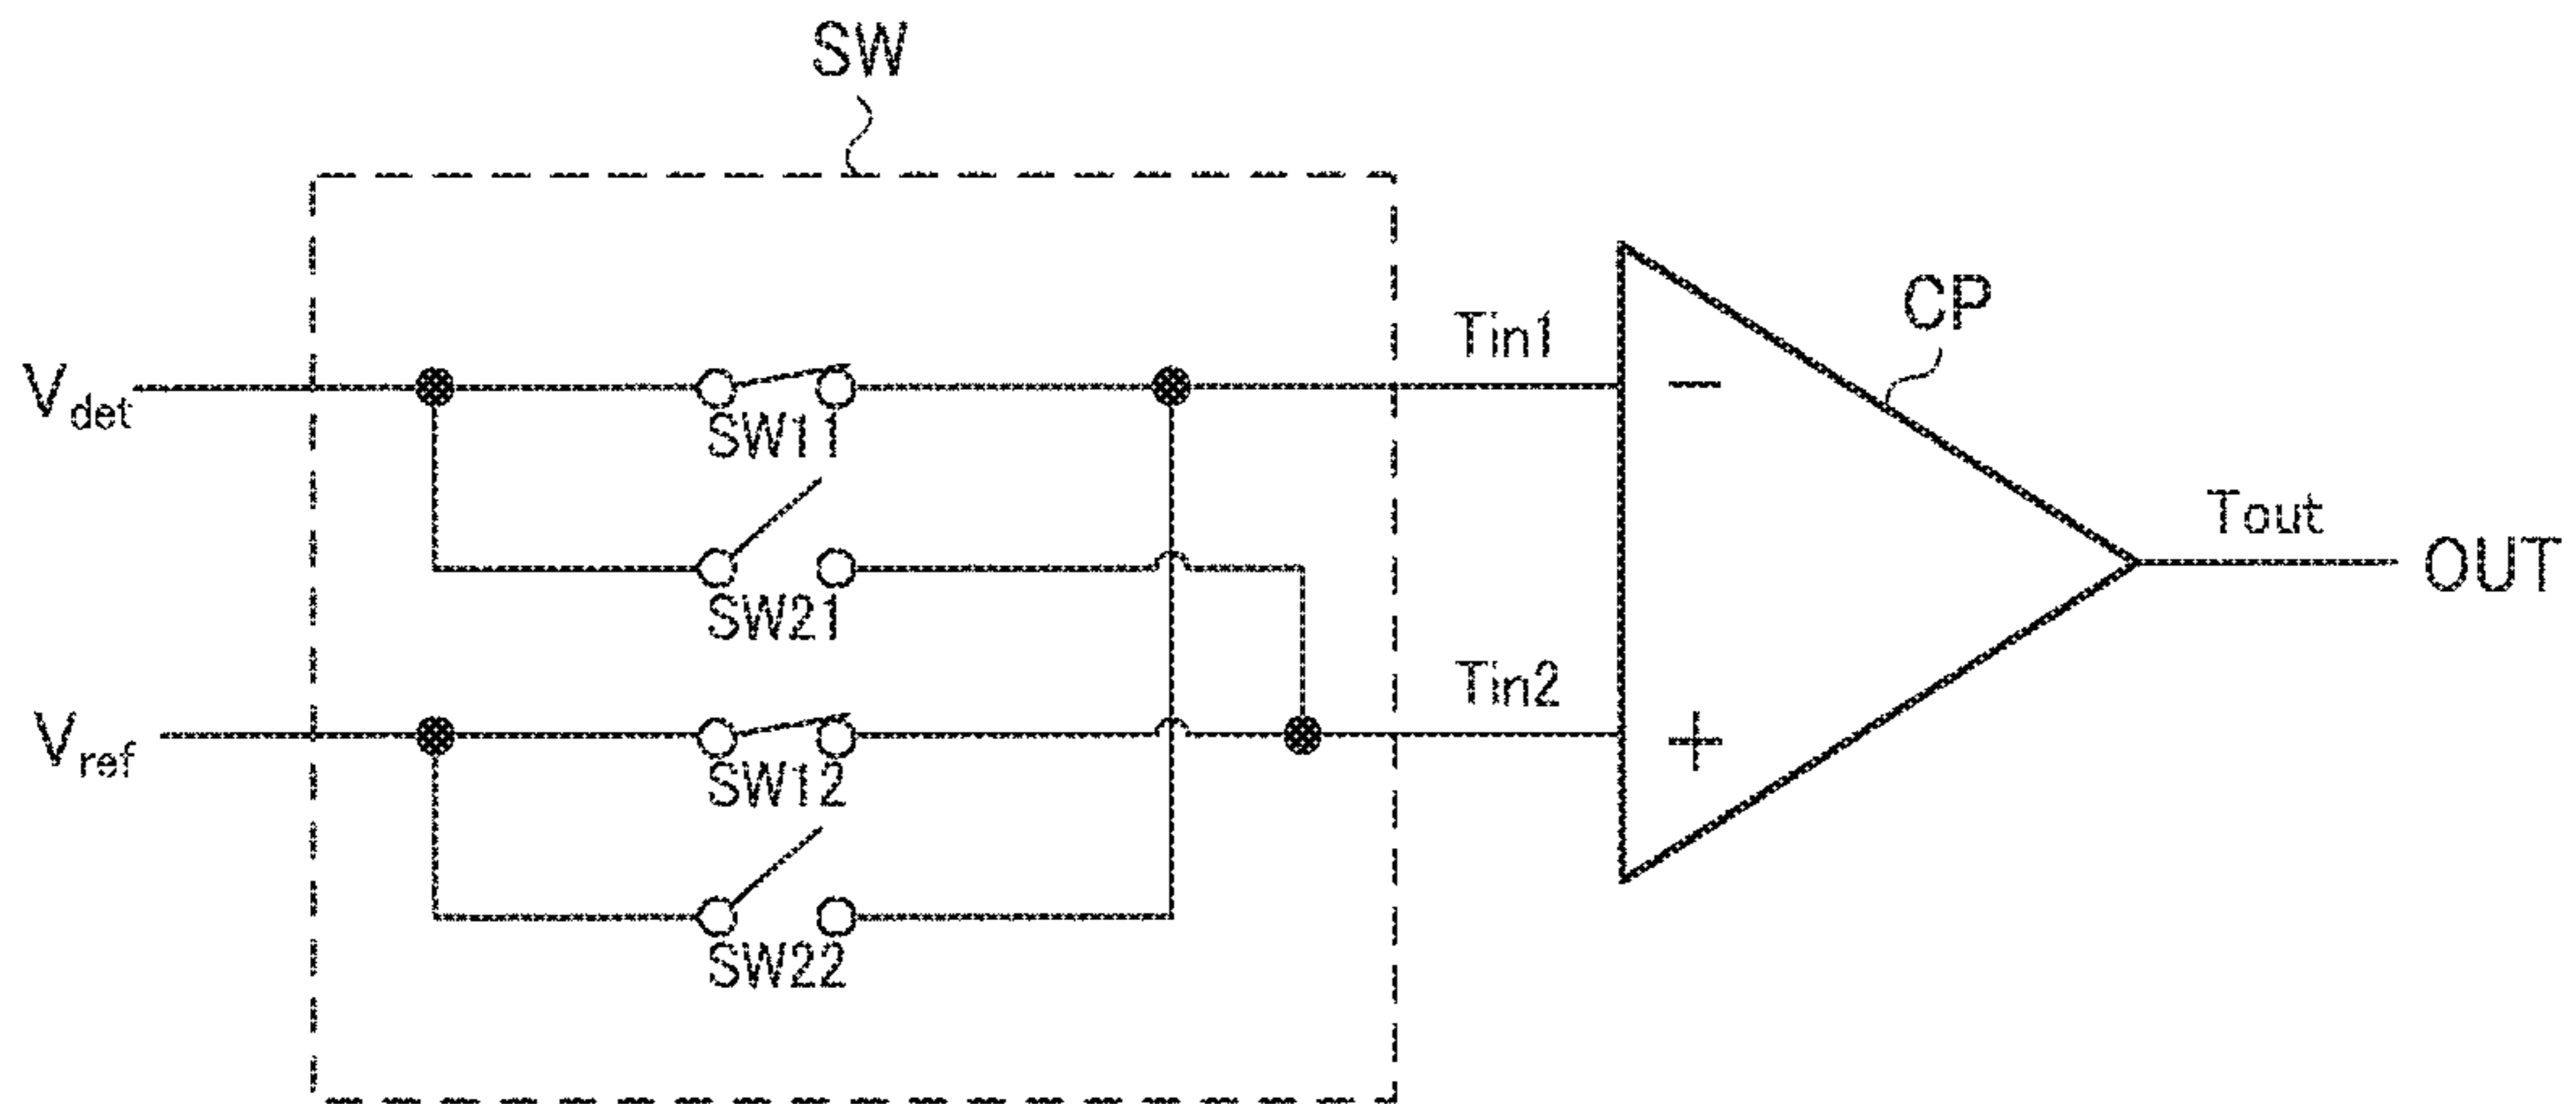 SW
CP
Tin1
Vdet
SW11
Tout
OUT
SW21
Tin2
Vref
SW12
SW22
−
+